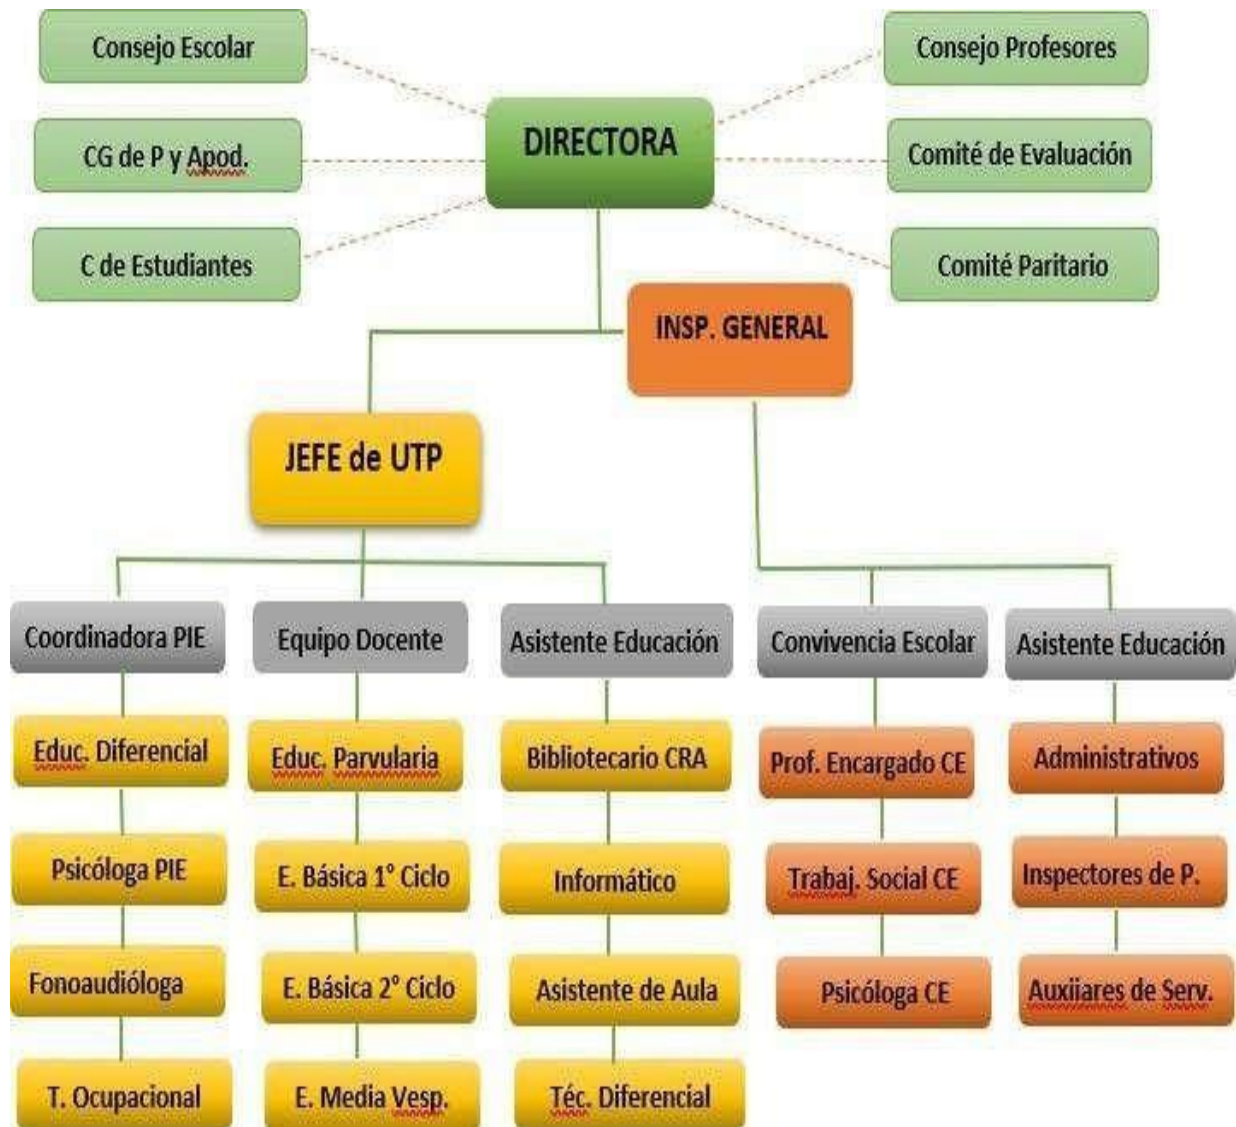 Consejo Escolar
Consejo Profesores
DIRECTORA
CG de P y Apod.
Comité de Evaluación
C de Estudiantes
Comité Paritario
INSP. GENERAL
JEFE de UTP
Coordinadora PIE
Equipo Docente
Asistente Educación
Convivencia Escolar
Asistente Educación
Educ. Diferencial
Educ. Parvularia
Bibliotecario CRA
Prof. Encargado CE
Administrativos
Psicóloga PIE
E. Básica 1° Ciclo
Informático
Trabaj. Social CE
Inspectores de P.
Fonoaudióloga
E. Básica 2° Ciclo
Asistente de Aula
Psicóloga CE
Auxiiares de Serv.
T. Ocupacional
E. Media Vesp.
Téc. Diferencial